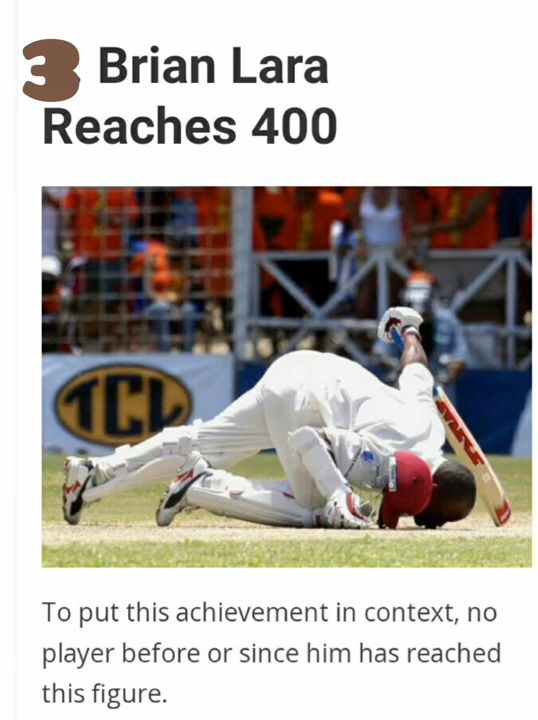 3 Brian Lara
Reaches 400
TCL
To put this achievement in context, no
player before or since him has reached
this figure.